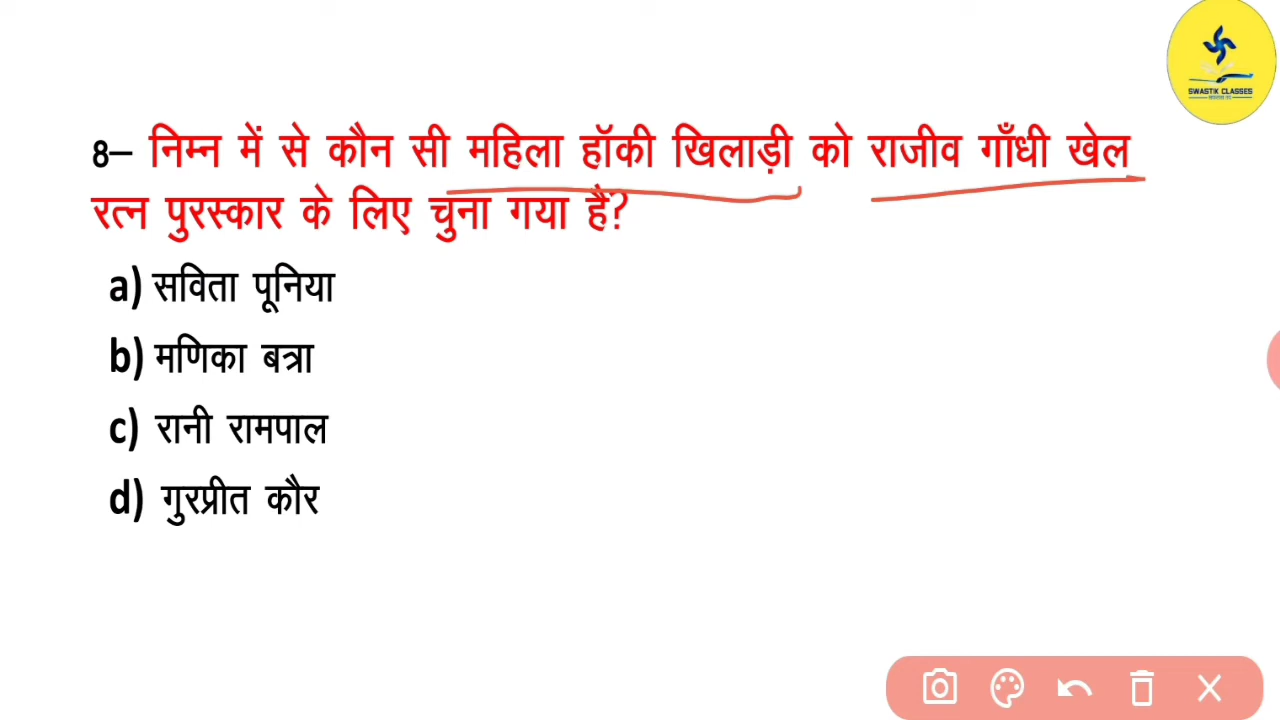 SWASTIK CLASSES
8– निम्न में से कौन सी महिला हॉकी खिलाड़ी को राजीव गाँधी खेल
रत्न पुरस्कार के लिए चुना गया है?
a) सविता पूनिया
b) मणिका बत्रा
c) रानी रामपाल
d) गुरप्रीत कौर